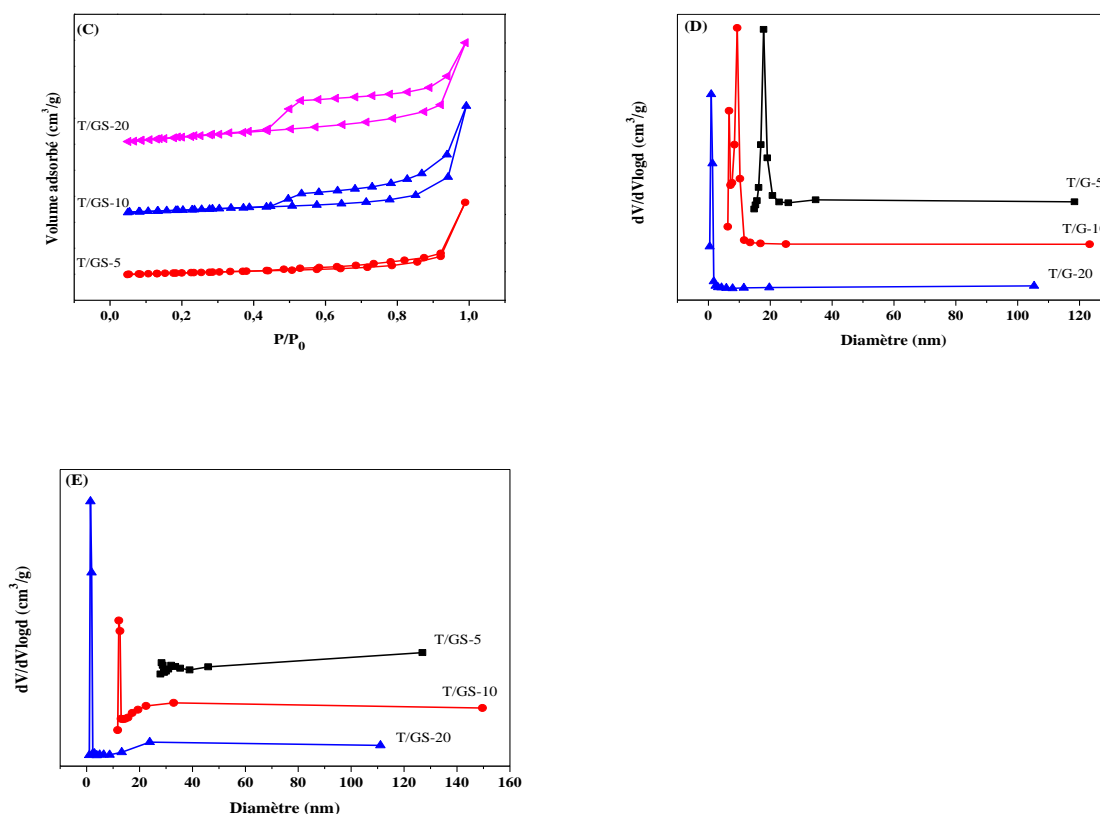 (C)
Volume adsorbé (cm³/g)
T/GS-20
T/GS-10
T/GS-5
0,0 0,2 0,4 0,6 0,8 1,0
P/P₀
(D)
dV/dVlogd (cm³/g)
T/G-5
T/G-10
T/G-20
0 20 40 60 80 100 120
Diamètre (nm)
(E)
dV/dVlogd (cm³/g)
T/GS-5
T/GS-10
T/GS-20
0 20 40 60 80 100 120 140 160
Diamètre (nm)